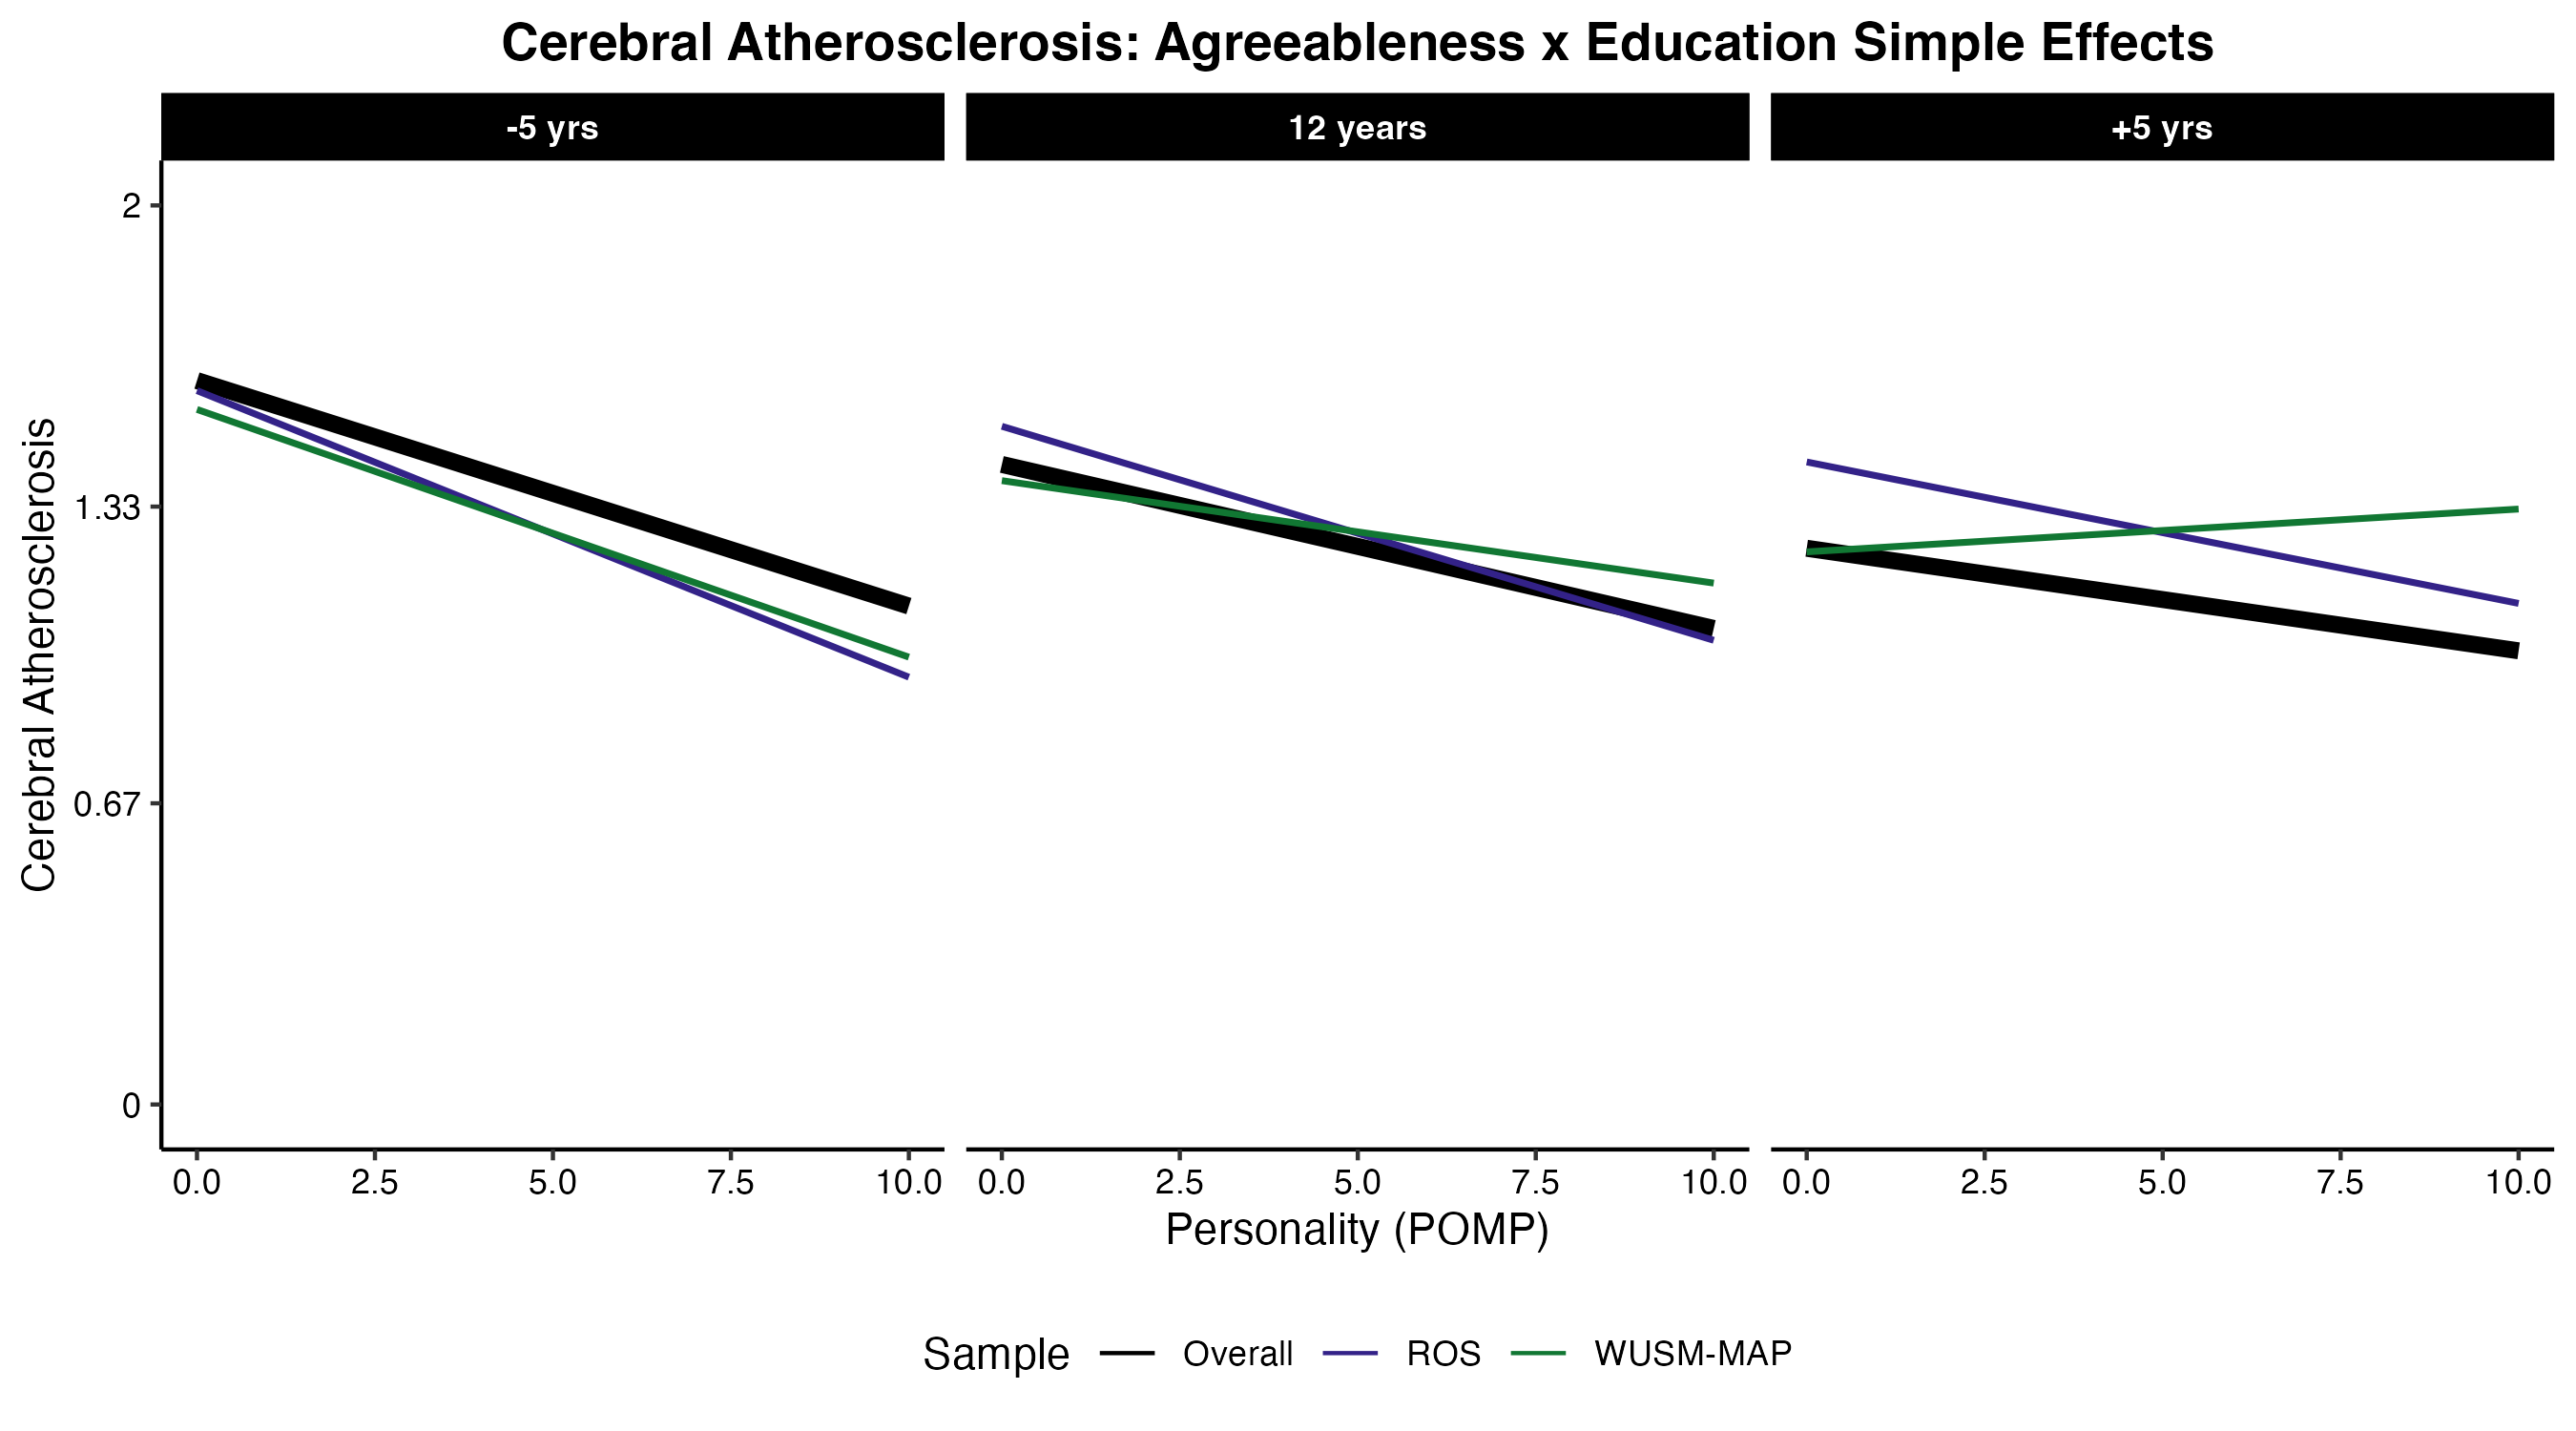 Cerebral Atherosclerosis: Agreeableness x Education Simple Effects
-5 yrs
12 years
+5 yrs
Cerebral Atherosclerosis
2
1.33
0.67
0
0.0 2.5 5.0 7.5 10.0
0.0 2.5 5.0 7.5 10.0
0.0 2.5 5.0 7.5 10.0
Personality (POMP)
Sample Overall ROS WUSM-MAP